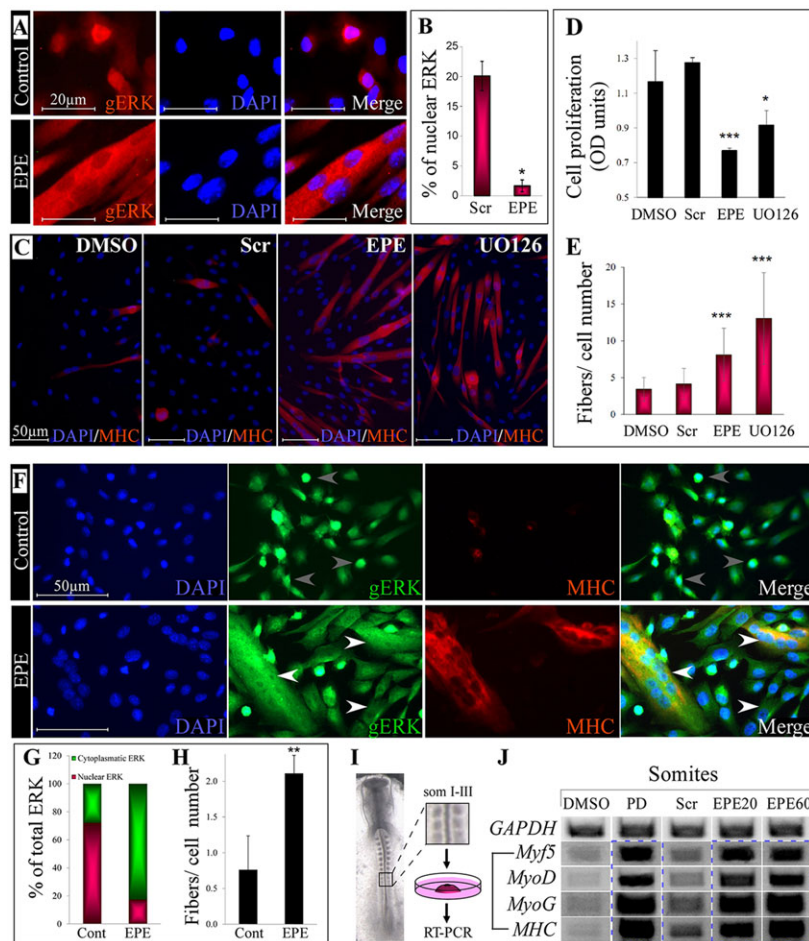 A
Control
20µm
gERK
DAPI
Merge
EPE
gERK
DAPI
Merge
B
% of nuclear ERK
25
20
15
10
5
0
*
Scr
EPE
D
Cell proliferation
(OD units)
1.3
1.1
0.9
0.7
0.5
***
*
DMSO
Scr
EPE
UO126
C
DMSO
Scr
EPE
UO126
50µm
DAPI/MHC
DAPI/MHC
DAPI/MHC
DAPI/MHC
E
Fibers/ cell number
20
15
10
5
0
***
***
DMSO
Scr
EPE
UO126
F
Control
50µm
DAPI
gERK
MHC
Merge
EPE
DAPI
gERK
MHC
Merge
G
Cytoplasmatic ERK
Nuclear ERK
% of total ERK
120
100
80
60
40
20
0
Cont
EPE
H
Fibers/ cell number
2.0
1.0
0.0
**
Cont
EPE
I
som I-III
RT-PCR
J
Somites
DMSO PD Scr EPE20 EPE60
GAPDH
Myf5
MyoD
MyoG
MHC